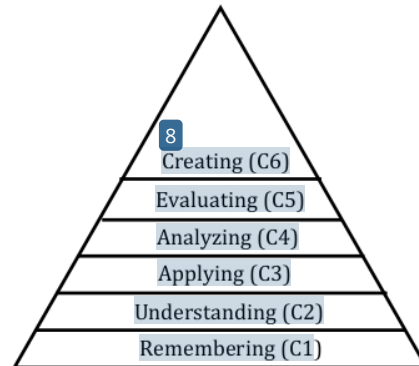 8
Creating (C6)
Evaluating (C5)
Analyzing (C4)
Applying (C3)
Understanding (C2)
Remembering (C1)